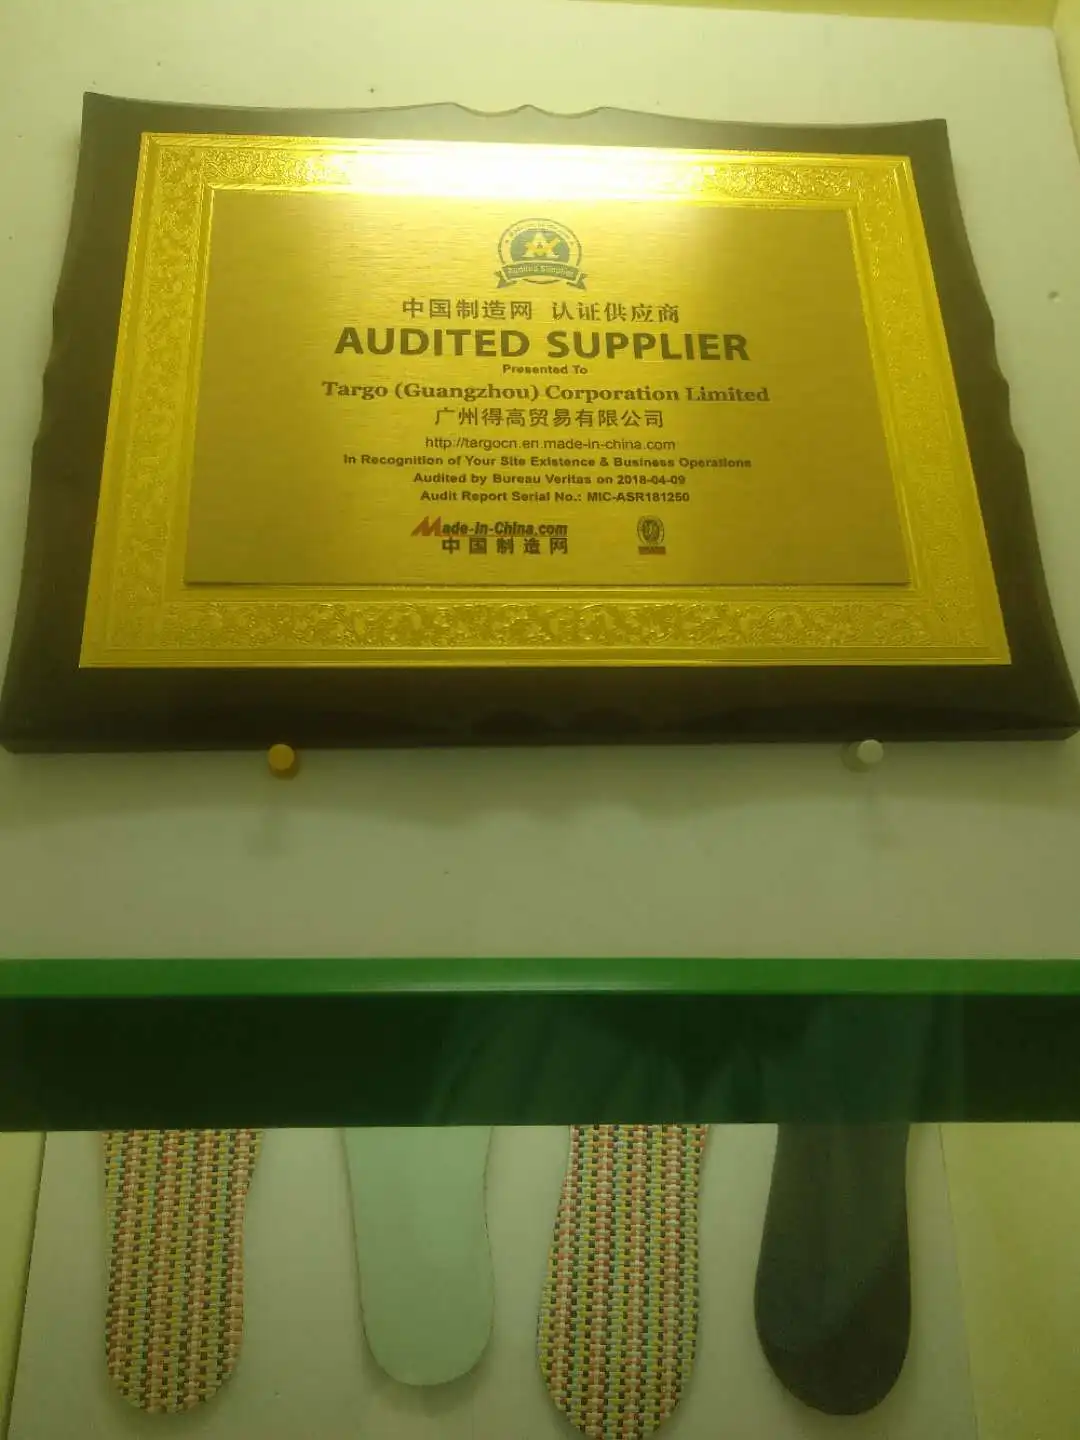 Audited Supplier
中国制造网 认证供应商
AUDITED SUPPLIER
Presented To
Targo (Guangzhou) Corporation Limited
广州得高贸易有限公司
http://targocn.en.made-in-china.com
In Recognition of Your Site Existence & Business Operations
Audited by Bureau Veritas on 2018-04-09
Audit Report Serial No.: MIC-ASR181250
Made-in-China.com
中国制造网